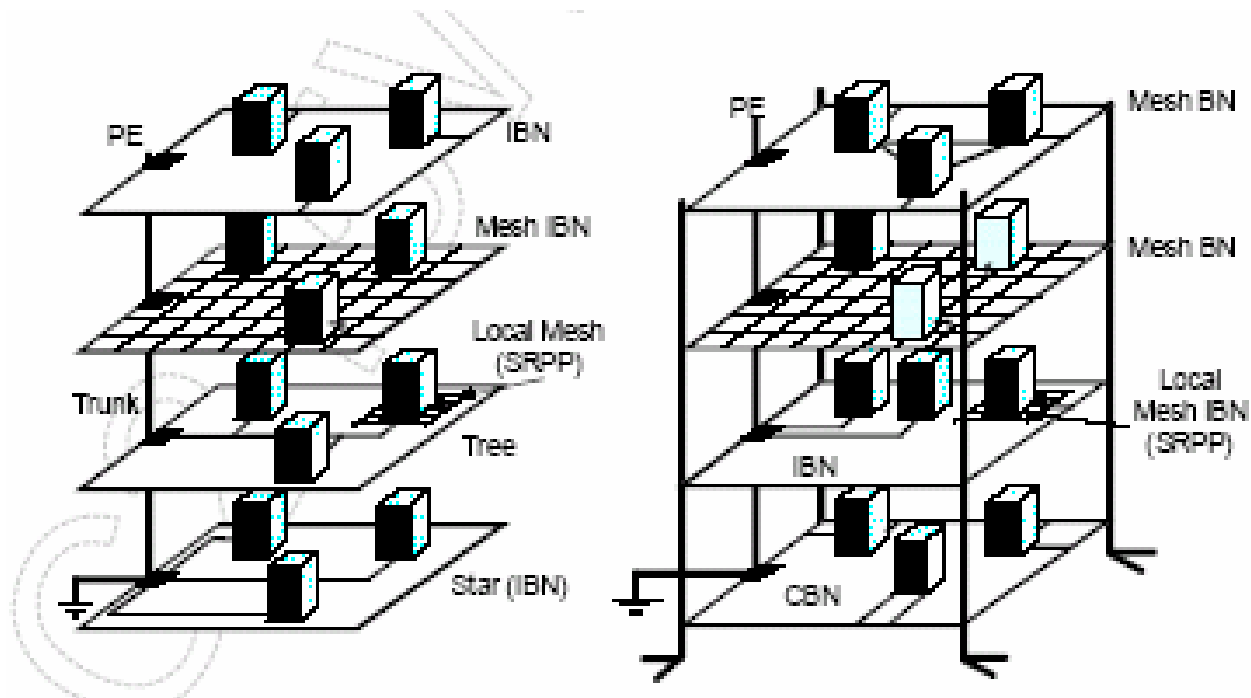 PE
IBN
Mesh IBN
Local Mesh
(SRPP)
Trunk
Tree
Star (IBN)
PE
Mesh BN
Mesh BN
Local
Mesh IBN
(SRPP)
IBN
CBN